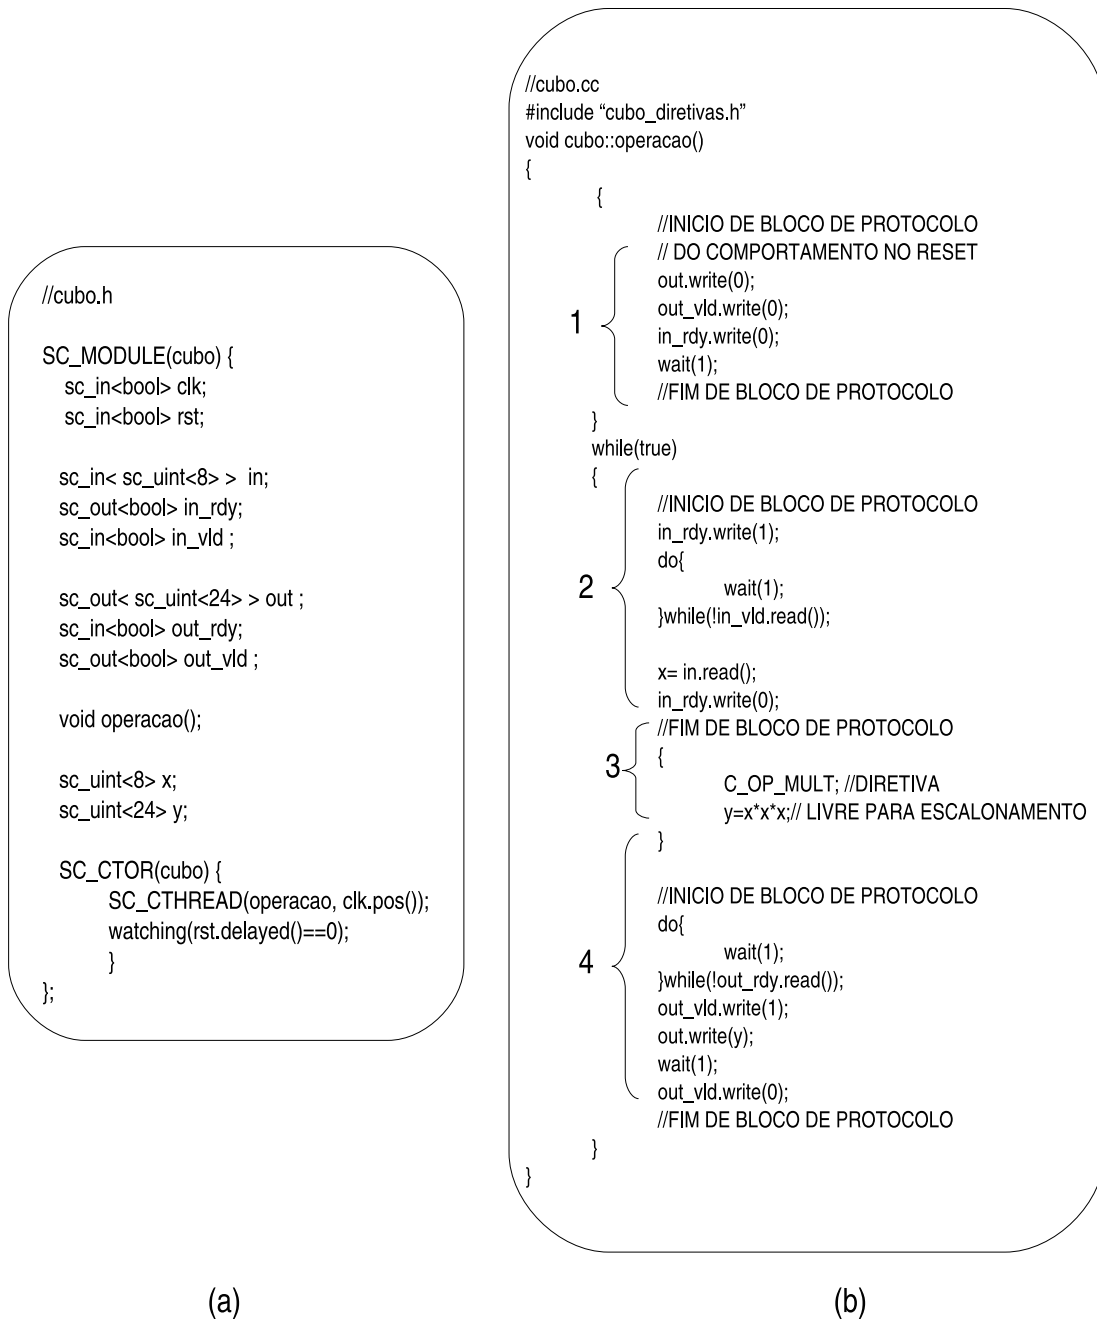 //cubo.h
SC_MODULE(cubo) {
sc_in<bool> clk;
sc_in<bool> rst;
sc_in< sc_uint<8> > in;
sc_out<bool> in_rdy;
sc_in<bool> in_vld ;
sc_out< sc_uint<24> > out ;
sc_in<bool> out_rdy;
sc_out<bool> out_vld ;
void operacao();
sc_uint<8> x;
sc_uint<24> y;
SC_CTOR(cubo) {
SC_CTHREAD(operacao, clk.pos());
watching(rst.delayed()==0);
}
};
(a)
//cubo.cc
#include “cubo_diretivas.h”
void cubo::operacao()
{
{
//INICIO DE BLOCO DE PROTOCOLO
// DO COMPORTAMENTO NO RESET
out.write(0);
out_vld.write(0);
1
in_rdy.write(0);
wait(1);
//FIM DE BLOCO DE PROTOCOLO
}
while(true)
{
//INICIO DE BLOCO DE PROTOCOLO
in_rdy.write(1);
do{
2
wait(1);
}while(!in_vld.read());
x= in.read();
in_rdy.write(0);
//FIM DE BLOCO DE PROTOCOLO
{
3
C_OP_MULT; //DIRETIVA
y=x*x*x;// LIVRE PARA ESCALONAMENTO
}
//INICIO DE BLOCO DE PROTOCOLO
do{
wait(1);
4
}while(!out_rdy.read());
out_vld.write(1);
out.write(y);
wait(1);
out_vld.write(0);
//FIM DE BLOCO DE PROTOCOLO
}
}
(b)